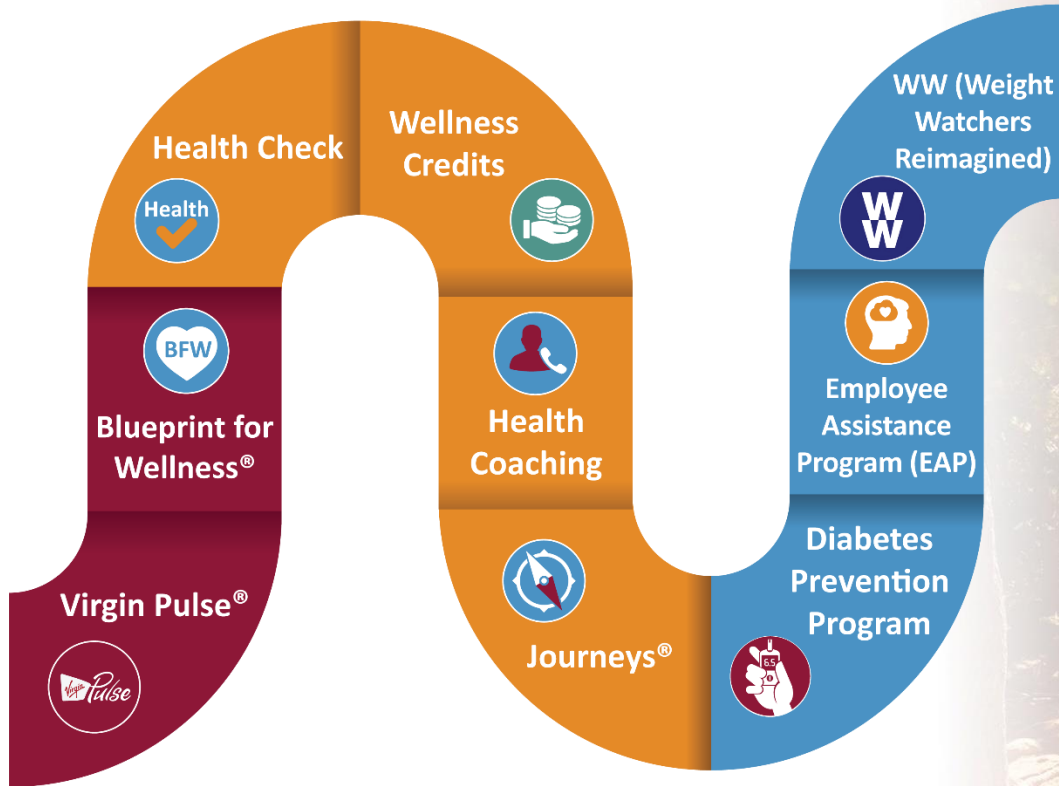 Virgin Pulse®
Virgin Pulse
Blueprint for
Wellness®
BFW
Health Check
Health
Wellness
Credits
Health
Coaching
Journeys®
Diabetes
Prevention
Program
6.5
Employee
Assistance
Program (EAP)
WW (Weight
Watchers
Reimagined)
W
W